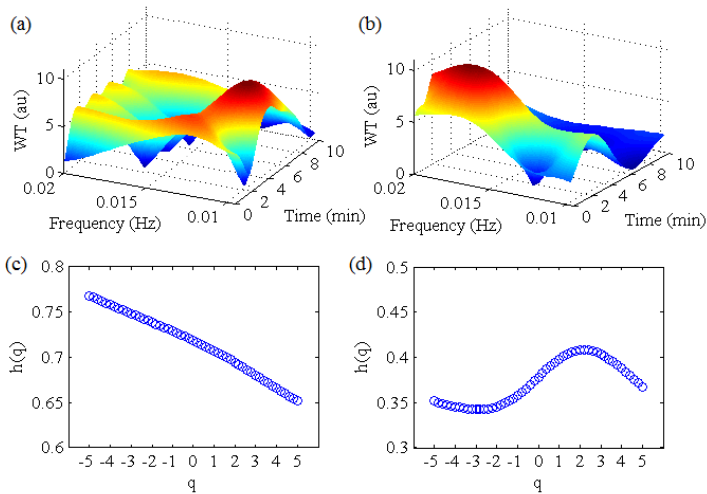 (a)
10
5
0
WT (au)
0.02
0.015
0.01
Frequency (Hz)
0
2
4
6
8
10
Time (min)
(b)
10
5
0
WT (au)
0.02
0.015
0.01
Frequency (Hz)
0
2
4
6
8
10
Time (min)
(c)
0.8
0.75
0.7
0.65
0.6
h(q)
-5 -4 -3 -2 -1 0 1 2 3 4 5
q
(d)
0.5
0.45
0.4
0.35
0.3
h(q)
-5 -4 -3 -2 -1 0 1 2 3 4 5
q